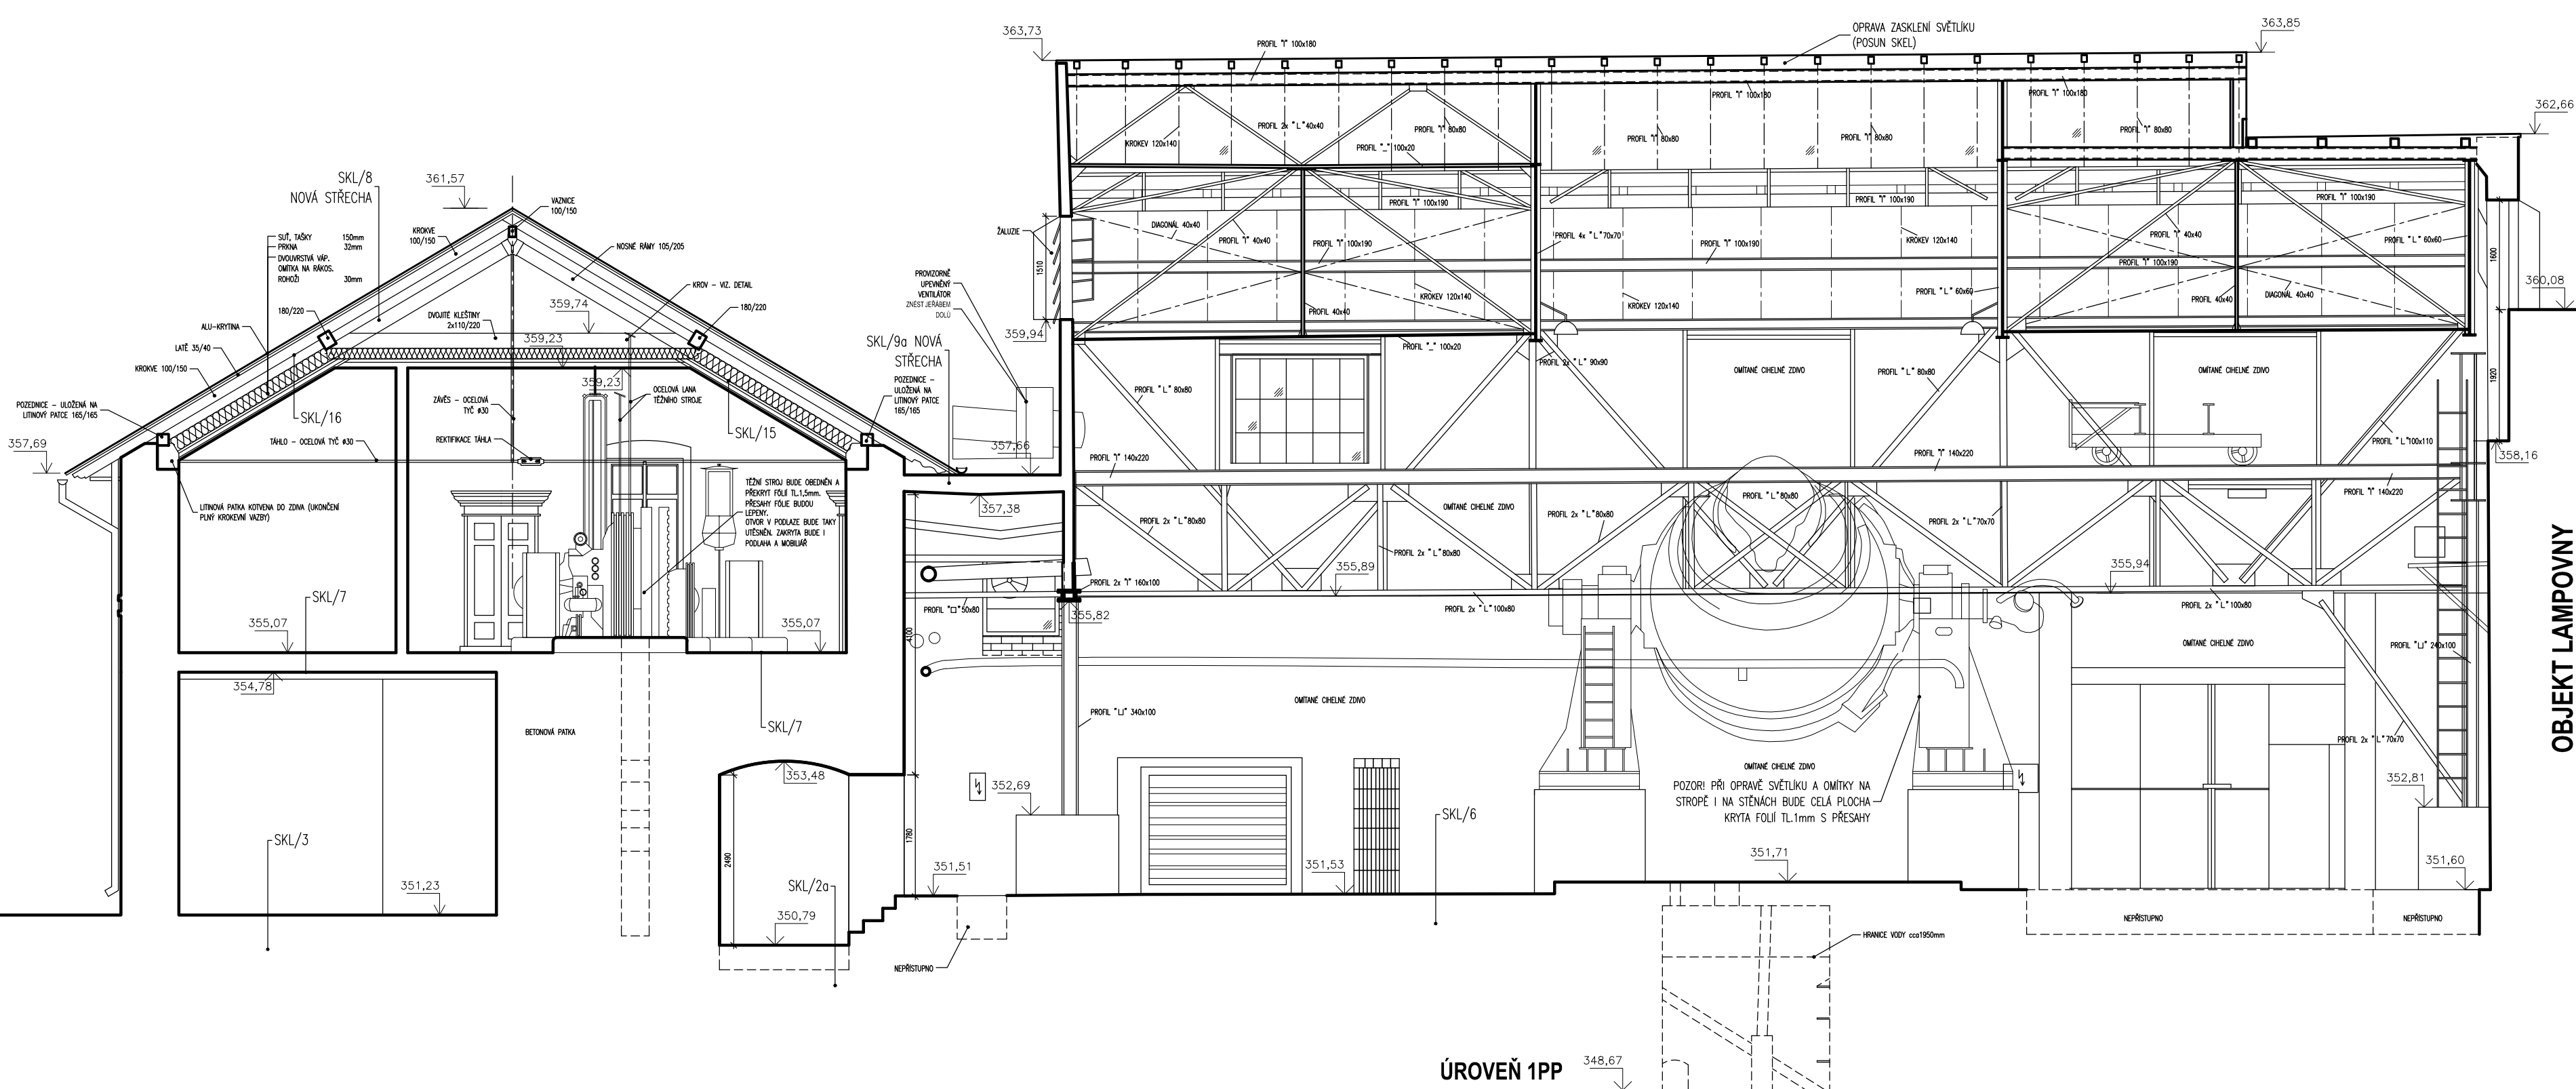 363,73
PROFIL "I" 100x180
OPRAVA ZASKLENÍ SVĚTLÍKU
(POSUN SKEL)
363,85
362,66
PROFIL "I" 100x180
PROFIL "I" 100x180
KROKEV 120x140
PROFIL 2x "L"40x40
PROFIL "I" 80x80
PROFIL "_" 100x20
PROFIL "I" 80x80
PROFIL "I" 80x80
PROFIL "I" 80x80
SKL/8
NOVÁ STŘECHA
361,57
VAZNICE
100/150
SUŤ, TAŠKY 150mm
PRKNA 32mm
DVOUVRSTVÁ VÁP.
OMÍTKA NA RÁKOS.
ROHOŽI 30mm
KROKVE
100/150
NOSNÉ RÁMY 105/205
ŽALUZIE
1510
359,94
DIAGONÁL 40x40
PROFIL "I" 40x40
PROFIL "I" 100x190
PROFIL "I" 100x190
PROFIL 4x "L"70x70
PROFIL "I" 100x190
PROFIL "I" 100x190
KROKEV 120x140
PROFIL "I" 100x190
PROFIL "I" 40x40
PROFIL "L" 60x60
PROFIL "I" 100x190
1600
360,08
KROV - VIZ. DETAIL
PROVIZORNĚ
UPEVNĚNÝ
VENTILÁTOR
ZNÉST JEŘÁBEM
DOLŮ
KROKEV 120x140
PROFIL 40x40
KROKEV 120x140
PROFIL "L" 60x60
PROFIL 40x40
DIAGONÁL 40x40
180/220
359,74
DVOJITÉ KLEŠTINY
2x110/220
180/220
ALU-KRYTINA
359,23
LATĚ 35/40
KROKVE 100/150
SKL/9a NOVÁ
STŘECHA
PROFIL "_" 100x20
PROFIL 2x "L" 90x90
PROFIL "L" 80x80
OMÍTANÉ CIHELNÉ ZDIVO
PROFIL "L" 80x80
OMÍTANÉ CIHELNÉ ZDIVO
1920
359,23
OCELOVÁ LANA
TĚŽNÍHO STROJE
POZEDNICE -
ULOŽENÁ NA
LITINOVÝ PATCE
165/165
POZEDNICE - ULOŽENÁ NA
LITINOVÝ PATCE 165/165
SKL/16
ZÁVĚS - OCELOVÁ
TYČ ø30
SKL/15
357,69
TÁHLO - OCELOVÁ TYČ ø30
REKTIFIKACE TÁHLA
357,66
PROFIL "I" 140x220
PROFIL "I" 140x220
PROFIL "L"100x110
358,16
LITINOVÁ PATKA KOTVENA DO ZDIVA (UKONČENÍ
PLNÝ KROKEVNÍ VAZBY)
TĚŽNÍ STROJ BUDE OBEDNĚN A
PŘEKRYT FÓLIÍ TL.1,5mm.
PŘESAHY FÓLIE BUDOU
LEPENY.
OTVOR V PODLAZE BUDE TAKY
UTĚSNĚN. ZAKRYTA BUDE I
PODLAHA A MOBILIÁŘ
357,38
PROFIL 2x "L"80x80
OMÍTANÉ CIHELNÉ ZDIVO
PROFIL 2x "L"80x80
PROFIL "L"80x80
PROFIL 2x "L"70x70
PROFIL "I" 140x220
PROFIL 2x "L"80x80
PROFIL 2x "I" 160x100
355,89
355,94
PROFIL "□"50x80
355,82
PROFIL 2x "L"100x80
PROFIL 2x "L"100x80
SKL/7
355,07
355,07
4100
OMÍTANÉ CIHELNÉ ZDIVO
PROFIL "LI" 240x100
354,78
SKL/7
BETONOVÁ PATKA
PROFIL "LI" 340x100
OMÍTANÉ CIHELNÉ ZDIVO
PROFIL 2x "L"70x70
OBJEKT LAMPOVNY
353,48
352,69
OMÍTANÉ CIHELNÉ ZDIVO
POZOR! PŘI OPRAVĚ SVĚTLÍKU A OMÍTKY NA
STROPĚ I NA STĚNÁCH BUDE CELÁ PLOCHA
KRYTA FOLIÍ TL.1mm S PŘESAHY
352,81
SKL/3
2490
1780
SKL/6
351,23
SKL/2a
351,51
351,53
351,71
351,60
350,79
NEPŘÍSTUPNO
NEPŘÍSTUPNO
NEPŘÍSTUPNO
HRANICE VODY cca1950mm
ÚROVEŇ 1PP
348,67